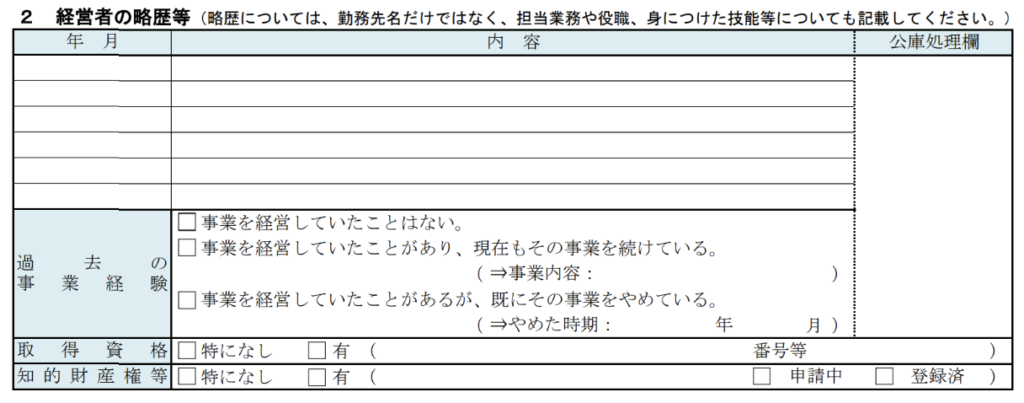 2 経営者の略歴等（略歴については、勤務先名だけではなく、担当業務や役職、身につけた技能等についても記載してください。）
年 月 内 容 公庫処理欄
過去の事業経験
□事業を経営していたことはない。
□事業を経営していたことがあり、現在もその事業を続けている。
（⇒事業内容： ）
□事業を経営していたことがあるが、既にその事業をやめている。
（⇒やめた時期： 年 月）
取得資格 □特になし □有（ 番号等 ）
知的財産権等 □特になし □有（ □ 申請中 □ 登録済 ）